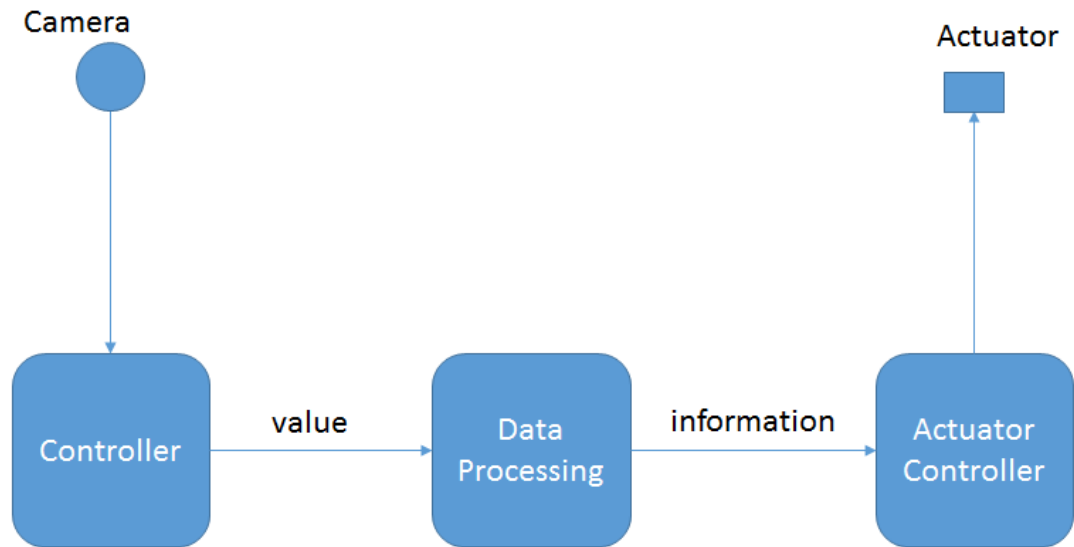 Camera
Actuator
Controller
value
Data
Processing
information
Actuator
Controller